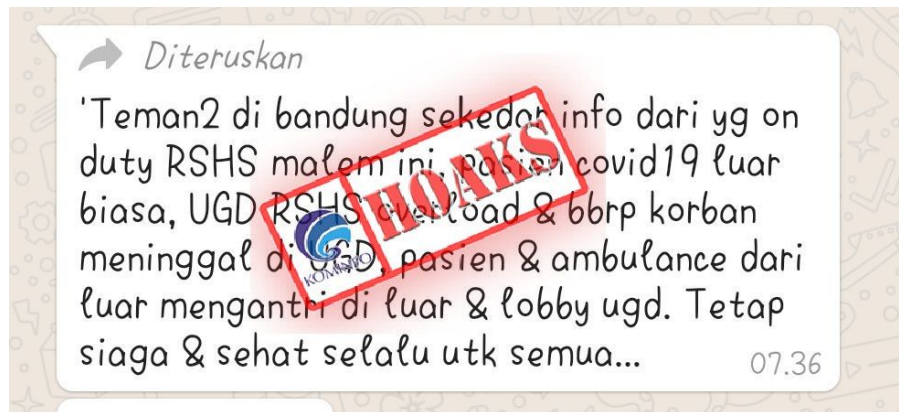 Diteruskan
'Teman2 di bandung sekedar info dari yg on
duty RSHS malem ini, pasien covid19 luar
biasa, UGD RSHS overload & bbrp korban
meninggal di UGD, pasien & ambulance dari
luar mengantri di luar & lobby ugd. Tetap
siaga & sehat selalu utk semua...
07.36
HOAKS
KOMINFO